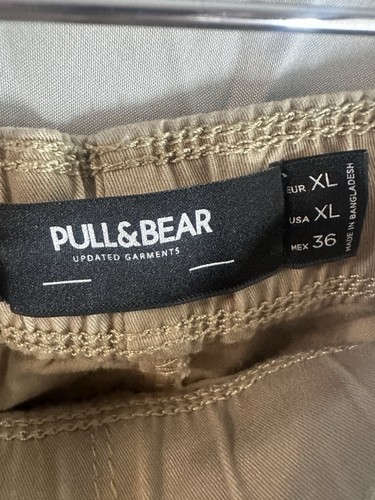 PULL&BEAR
UPDATED GARMENTS
EUR XL
USA XL
MEX 36
MADE IN BANGLADESH